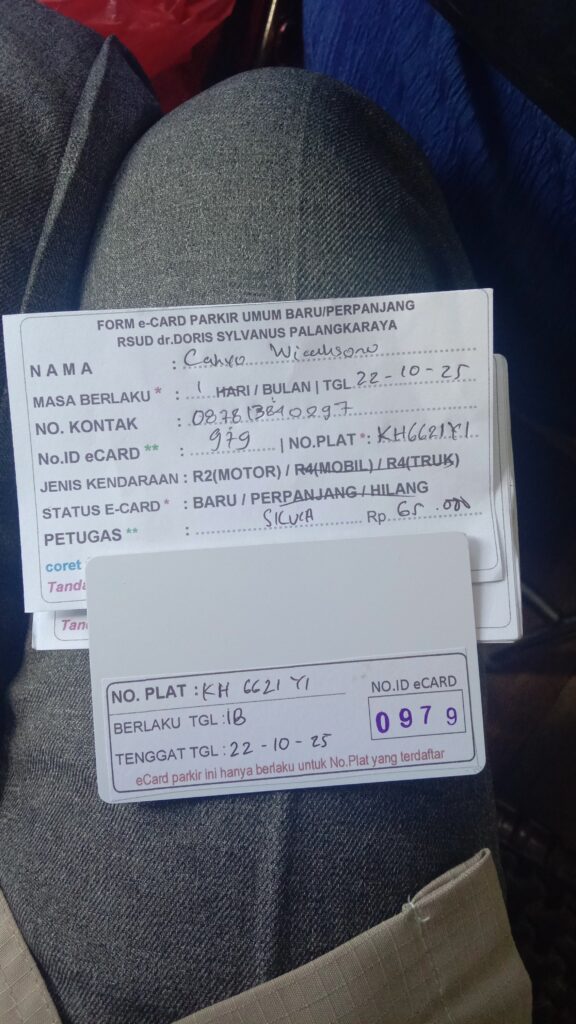 FORM e-CARD PARKIR UMUM BARU/PERPANJANG
RSUD dr.DORIS SYLVANUS PALANGKARAYA
NAMA : Cahyo Wicaksono
MASA BERLAKU * : 1 HARI / BULAN | TGL 22-10-25
NO. KONTAK :
No.ID eCARD ** : 979 | NO.PLAT *: KH6621YI
JENIS KENDARAAN : R2(MOTOR) / R4(MOBIL) / R4(TRUK)
STATUS E-CARD * : BARU / PERPANJANG / HILANG
PETUGAS ** : Rp. 65.000
coret
Tanda
Tan
NO. PLAT : KH 6621 YI
BERLAKU TGL : 1B
TENGGAT TGL : 22-10-25
NO.ID eCARD
0979
eCard parkir ini hanya berlaku untuk No.Plat yang terdaftar